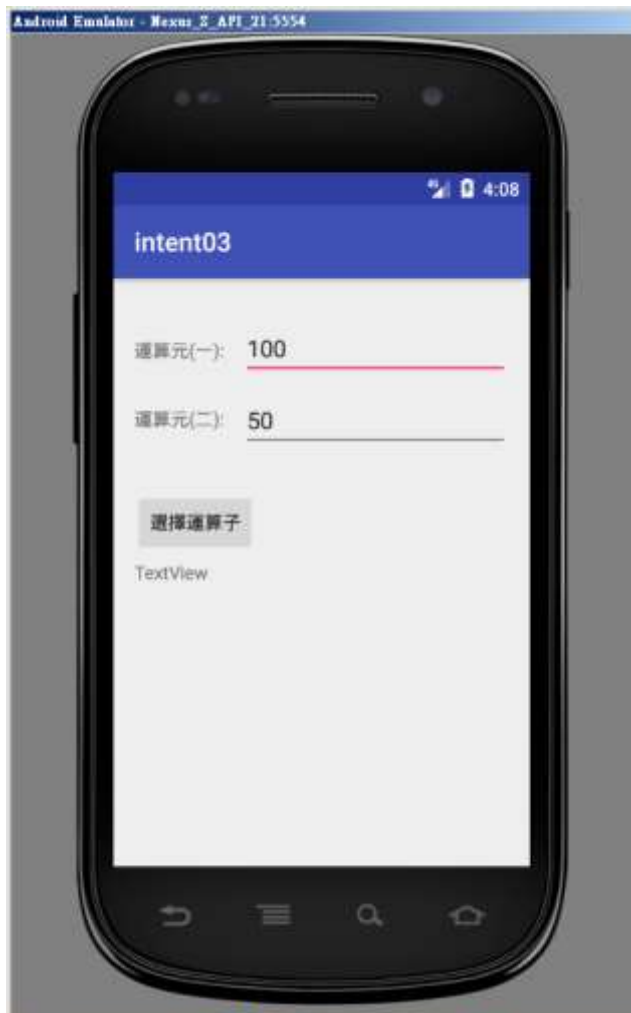 Android Emulator - Nexus_S_API_21:5554
4G 4:08
intent03
運算元(一): 100
運算元(二): 50
選擇運算子
TextView